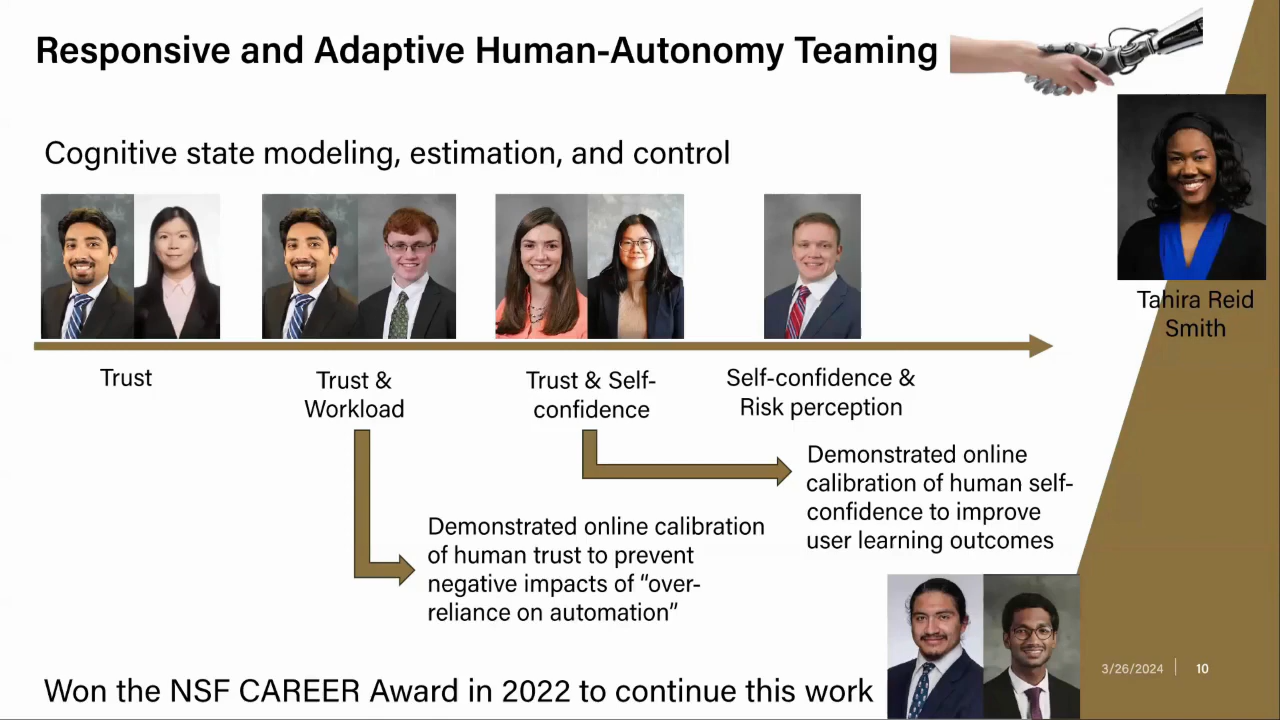 Responsive and Adaptive Human-Autonomy Teaming
Cognitive state modeling, estimation, and control
Tahira Reid
Smith
Trust
Trust &
Workload
Trust & Self-
confidence
Self-confidence &
Risk perception
Demonstrated online
calibration of human self-
confidence to improve
user learning outcomes
Demonstrated online calibration
of human trust to prevent
negative impacts of “over-
reliance on automation”
Won the NSF CAREER Award in 2022 to continue this work
3/26/2024 | 10